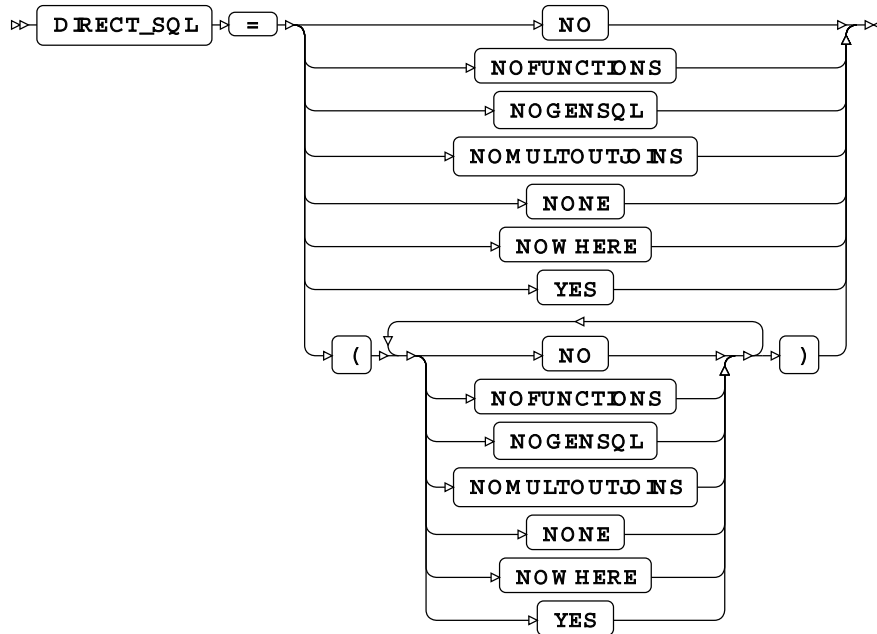 DIRECT_SQL = NO
NOFUNCTIONS
NOGENSQL
NOMULTOUTJOINS
NONE
NOWHERE
YES
( NO )
NOFUNCTIONS
NOGENSQL
NOMULTOUTJOINS
NONE
NOWHERE
YES